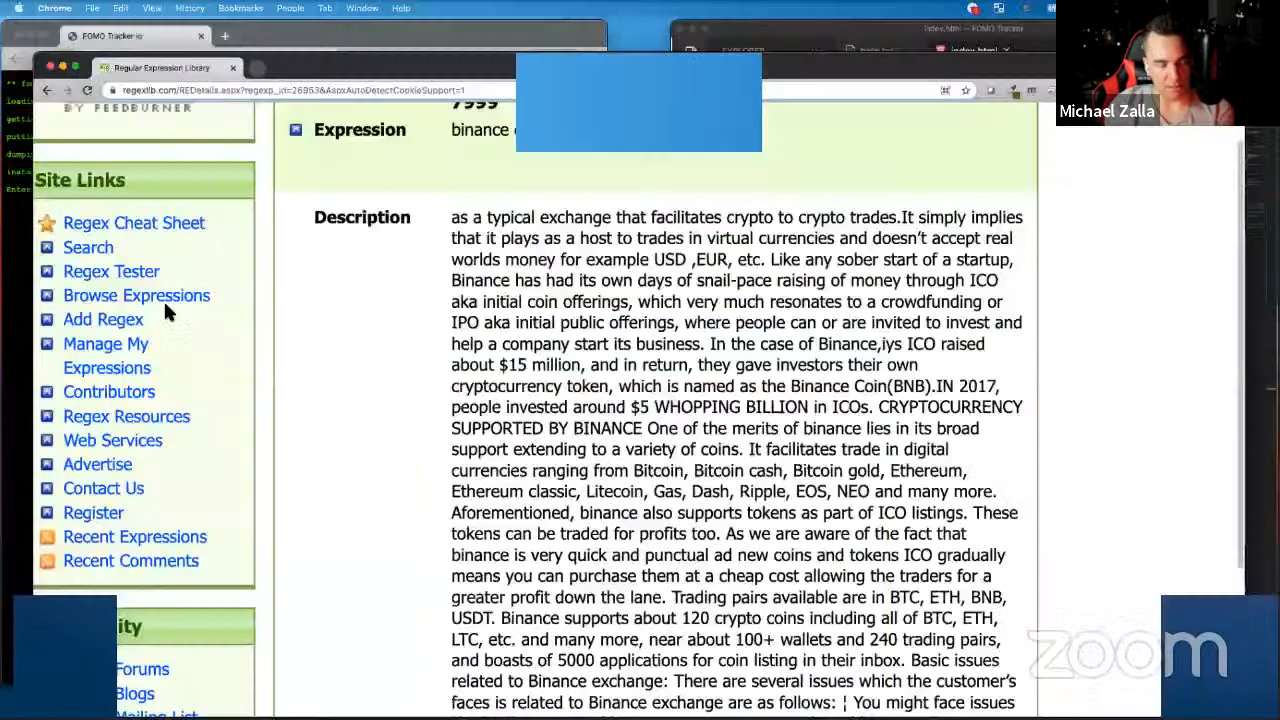 Chrome File Edit View History Bookmarks People Tab Window Help
FOMO Tracker io
Regular Expression Library
regexlib.com/REDetails.aspx?regexp_id=26953&AspxAutoDetectCookieSupport=1
Michael Zalla
BY FEEDBURNER
7999
Expression binance
Site Links
Regex Cheat Sheet
Search
Regex Tester
Browse Expressions
Add Regex
Manage My
Expressions
Contributors
Regex Resources
Web Services
Advertise
Contact Us
Register
Recent Expressions
Recent Comments
ity
Forums
Blogs
Mailing List
Description
as a typical exchange that facilitates crypto to crypto trades.It simply implies
that it plays as a host to trades in virtual currencies and doesn't accept real
worlds money for example USD ,EUR, etc. Like any sober start of a startup,
Binance has had its own days of snail-pace raising of money through ICO
aka initial coin offerings, which very much resonates to a crowdfunding or
IPO aka initial public offerings, where people can or are invited to invest and
help a company start its business. In the case of Binance,iys ICO raised
about $15 million, and in return, they gave investors their own
cryptocurrency token, which is named as the Binance Coin(BNB).IN 2017,
people invested around $5 WHOPPING BILLION in ICOs. CRYPTOCURRENCY
SUPPORTED BY BINANCE One of the merits of binance lies in its broad
support extending to a variety of coins. It facilitates trade in digital
currencies ranging from Bitcoin, Bitcoin cash, Bitcoin gold, Ethereum,
Ethereum classic, Litecoin, Gas, Dash, Ripple, EOS, NEO and many more.
Aforementioned, binance also supports tokens as part of ICO listings. These
tokens can be traded for profits too. As we are aware of the fact that
binance is very quick and punctual ad new coins and tokens ICO gradually
means you can purchase them at a cheap cost allowing the traders for a
greater profit down the lane. Trading pairs available are in BTC, ETH, BNB,
USDT. Binance supports about 120 crypto coins including all of BTC, ETH,
LTC, etc. and many more, near about 100+ wallets and 240 trading pairs,
and boasts of 5000 applications for coin listing in their inbox. Basic issues
related to Binance exchange: There are several issues which the customer's
faces is related to Binance exchange are as follows: ¦ You might face issues
zoom